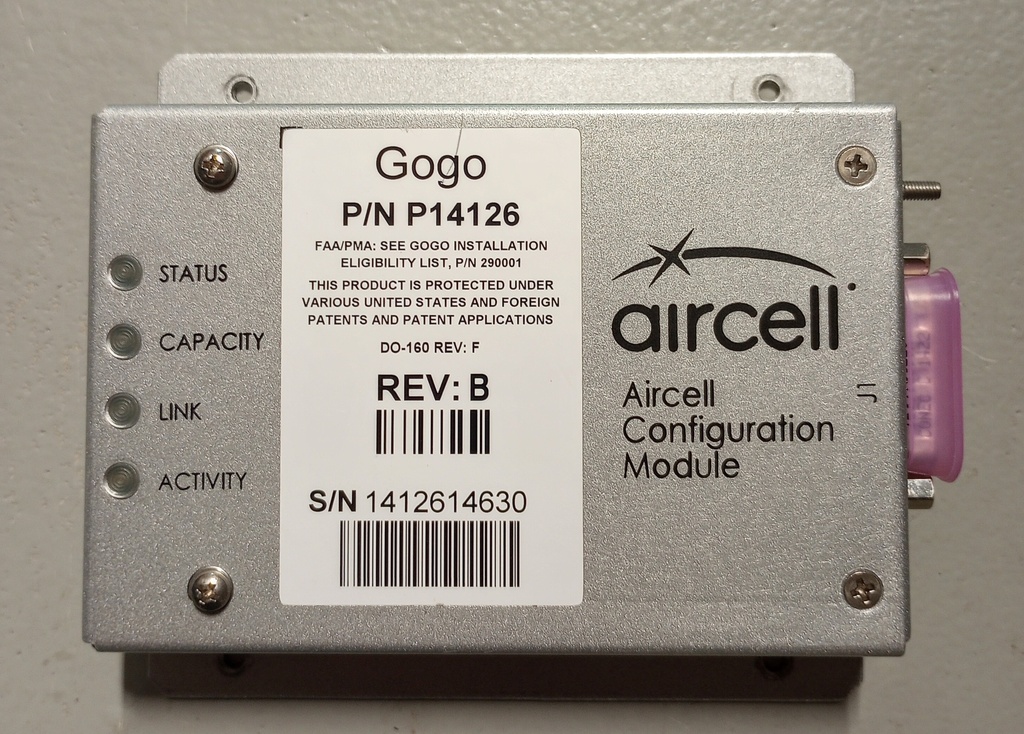 Gogo
P/N P14126
FAA/PMA: SEE GOGO INSTALLATION
ELIGIBILITY LIST, P/N 290001
THIS PRODUCT IS PROTECTED UNDER
VARIOUS UNITED STATES AND FOREIGN
PATENTS AND PATENT APPLICATIONS
DO-160 REV: F
REV: B
S/N 1412614630
STATUS
CAPACITY
LINK
ACTIVITY
aircell
Aircell
Configuration
Module
J1